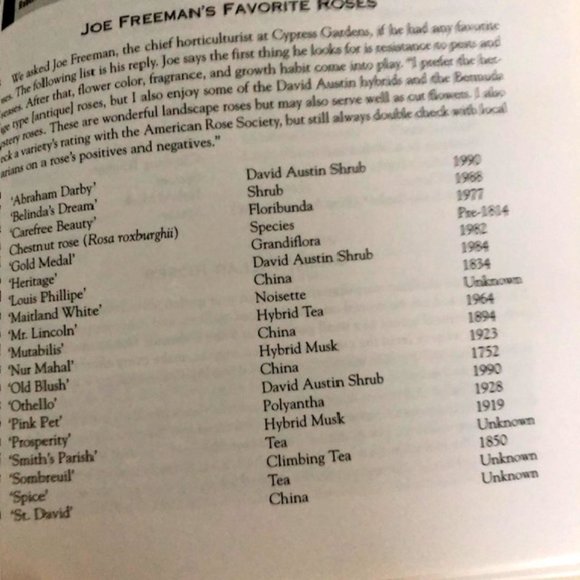 JOE FREEMAN'S FAVORITE ROSES
We asked Joe Freeman, the chief horticulturist at Cypress Gardens, if he had any favorite
ses. The following list is his reply. Joe says the first thing he looks for is resistance to pests and
eases. After that, flower color, fragrance, and growth habit come into play. "I prefer the her-
age type [antique] roses, but I also enjoy some of the David Austin hybrids and the Bermuda
ystery roses. These are wonderful landscape roses but may also serve well as cut flowers. I also
eck a variety's rating with the American Rose Society, but still always double check with local
arians on a rose's positives and negatives."
'Abraham Darby' David Austin Shrub 1990
'Belinda's Dream' Shrub 1988
'Carefree Beauty' Floribunda 1977
Chestnut rose (Rosa roxburghii) Species Pre-1814
'Gold Medal' Grandiflora 1982
'Heritage' David Austin Shrub 1984
'Louis Phillipe' China 1834
'Maitland White' Noisette Unknown
'Mr. Lincoln' Hybrid Tea 1964
'Mutabilis' China 1894
'Nur Mahal' Hybrid Musk 1923
'Old Blush' China 1752
'Othello' David Austin Shrub 1990
'Pink Pet' Polyantha 1928
'Prosperity' Hybrid Musk 1919
'Smith's Parish' Tea Unknown
'Sombreuil' Climbing Tea 1850
'Spice' Tea Unknown
'St. David' China Unknown